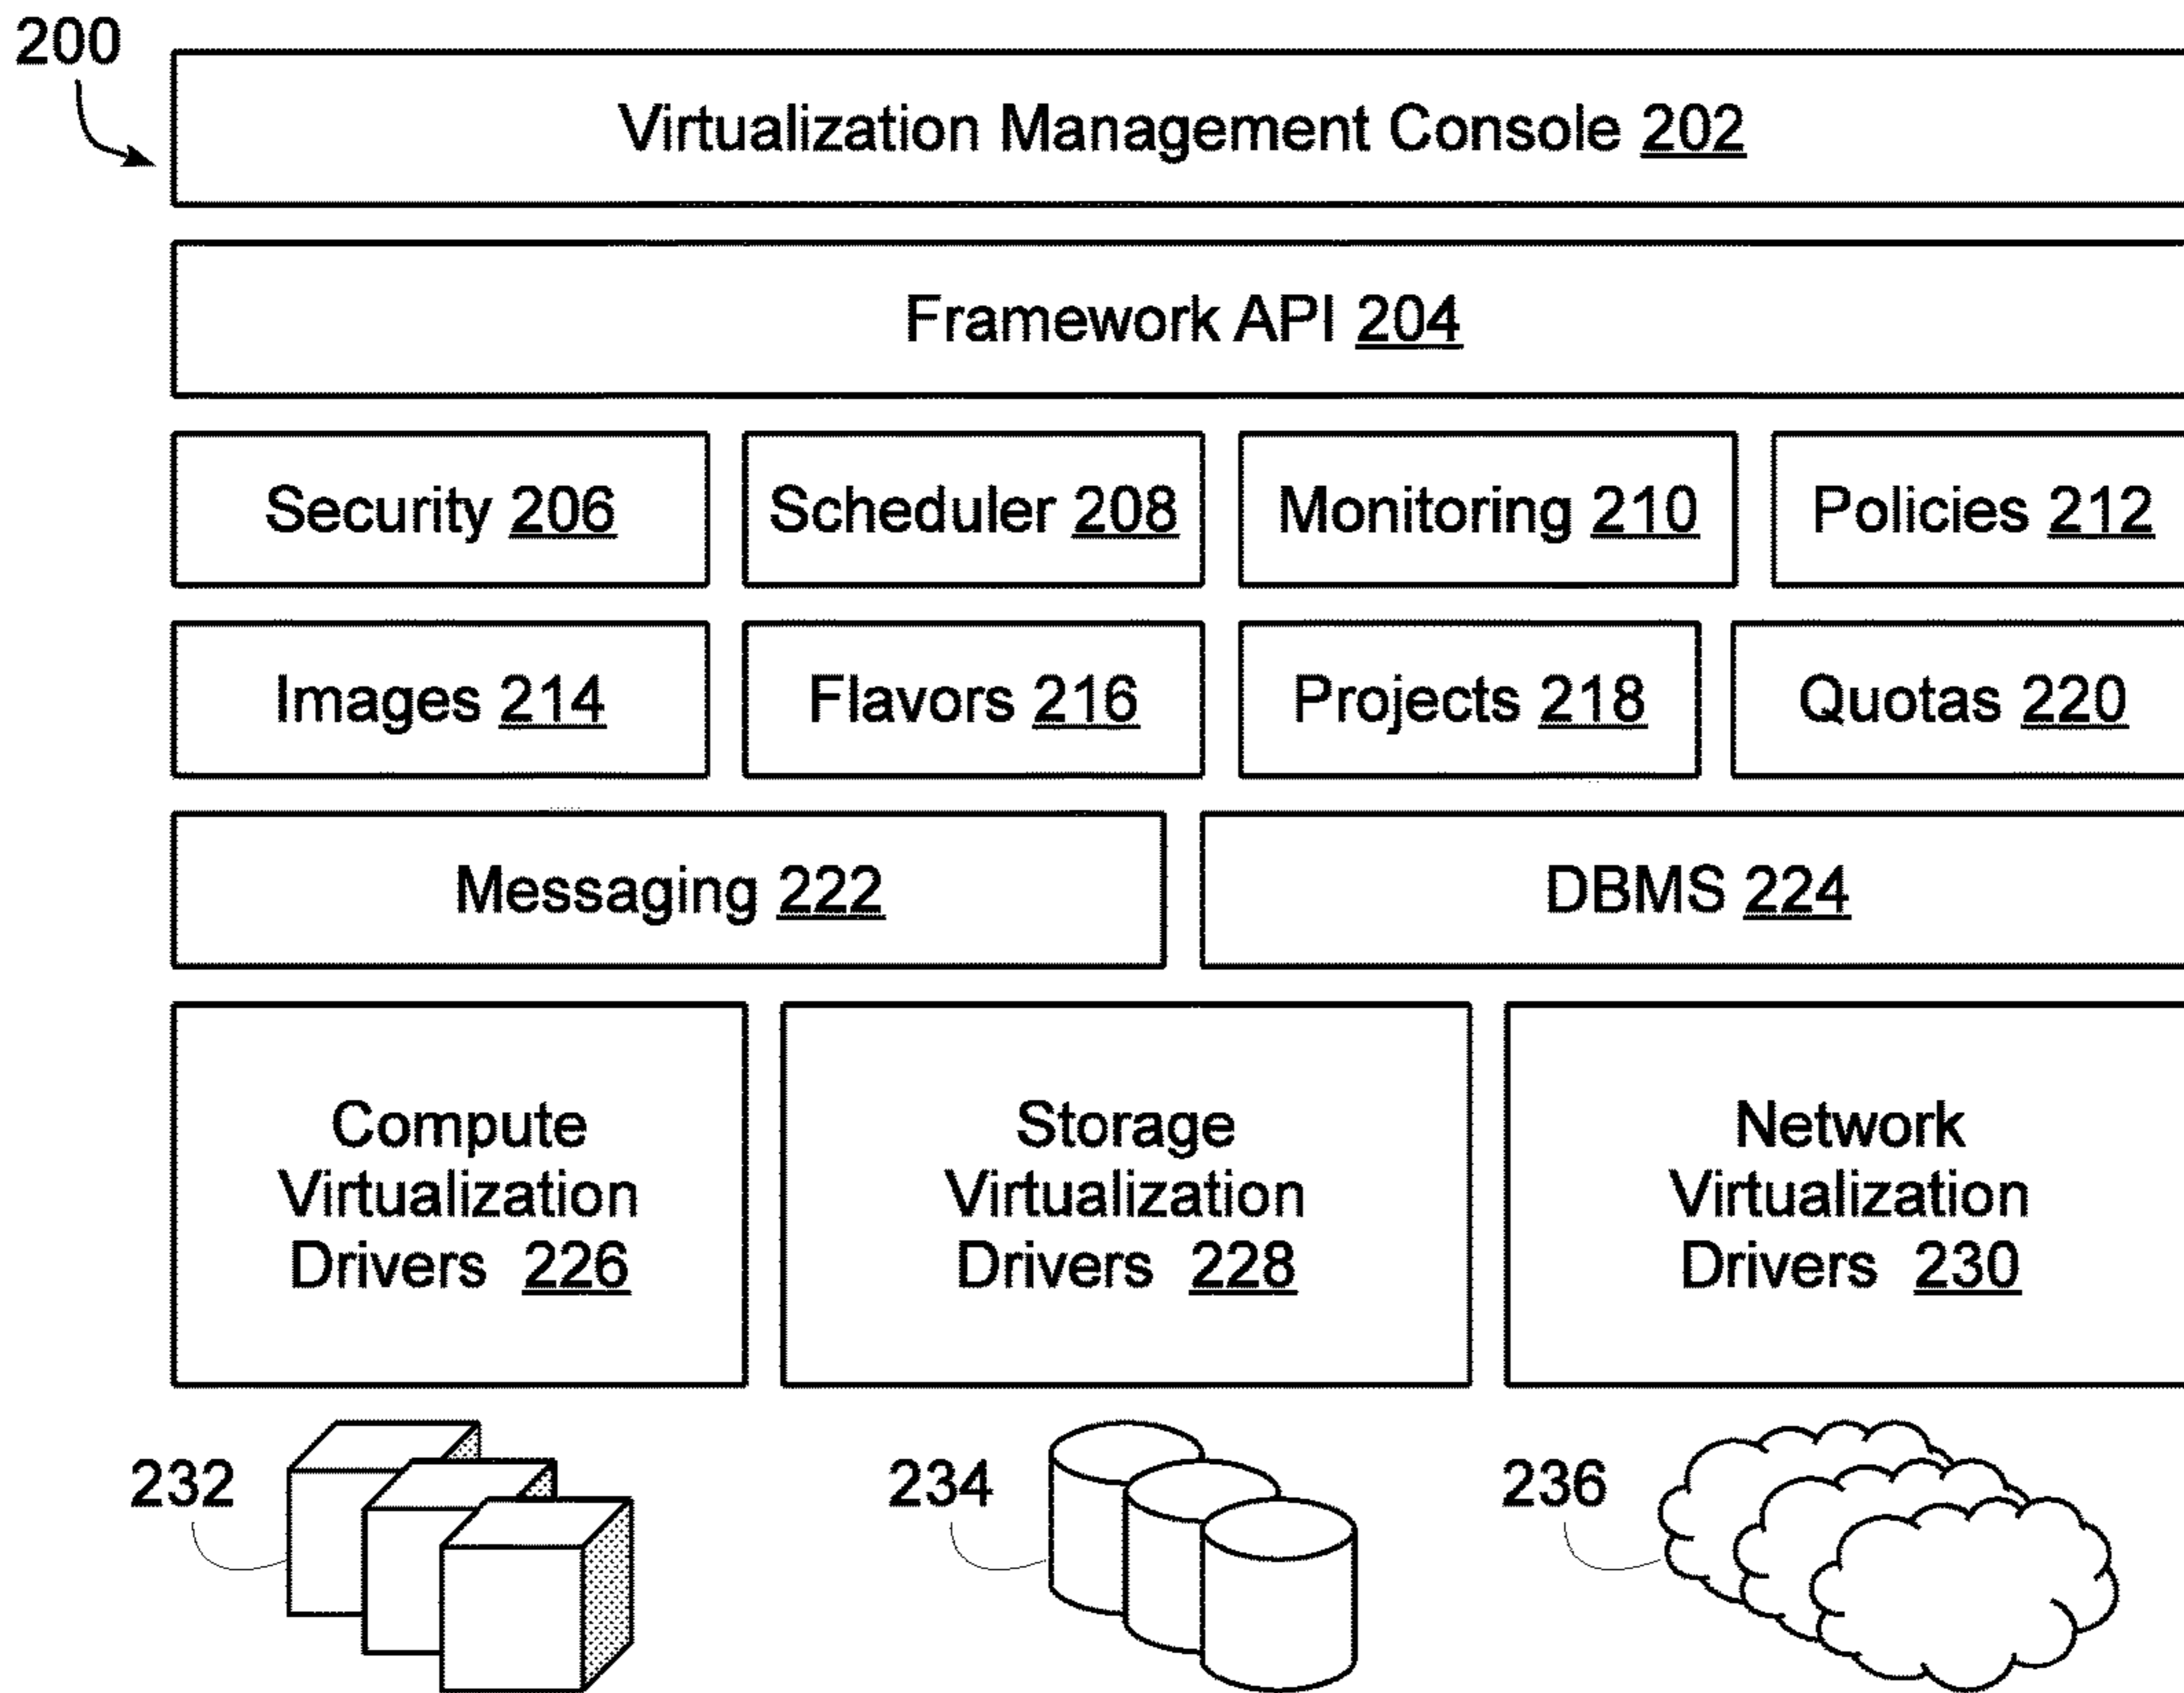 200
Virtualization Management Console 202
Framework API 204
Security 206
Scheduler 208
Monitoring 210
Policies 212
Images 214
Flavors 216
Projects 218
Quotas 220
Messaging 222
DBMS 224
Compute
Virtualization
Drivers 226
Storage
Virtualization
Drivers 228
Network
Virtualization
Drivers 230
232
234
236